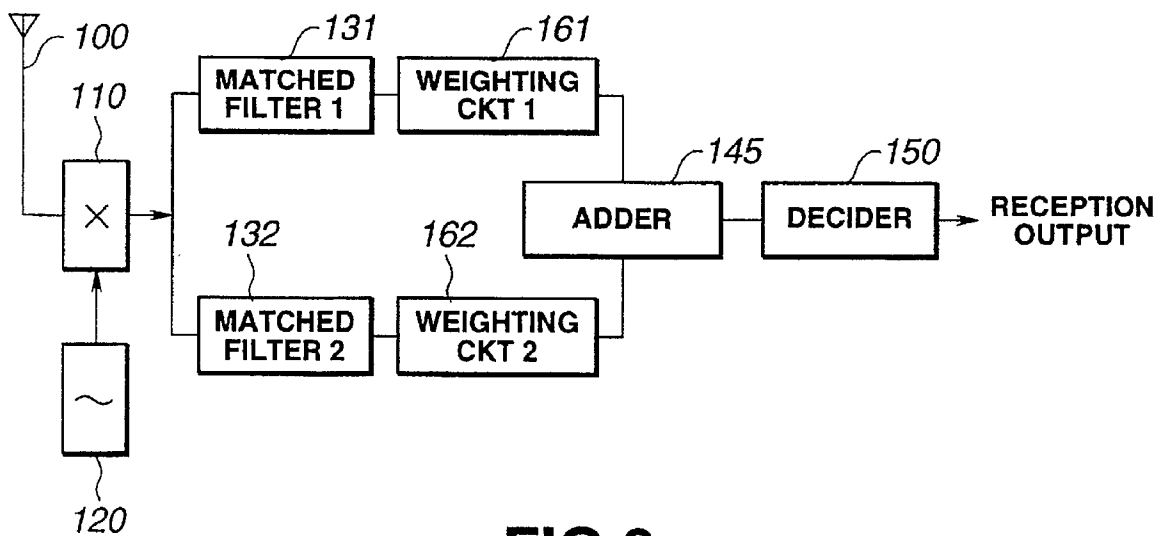 100
110
120
131
MATCHED
FILTER 1
161
WEIGHTING
CKT 1
132
MATCHED
FILTER 2
162
WEIGHTING
CKT 2
145
ADDER
150
DECIDER
RECEPTION
OUTPUT